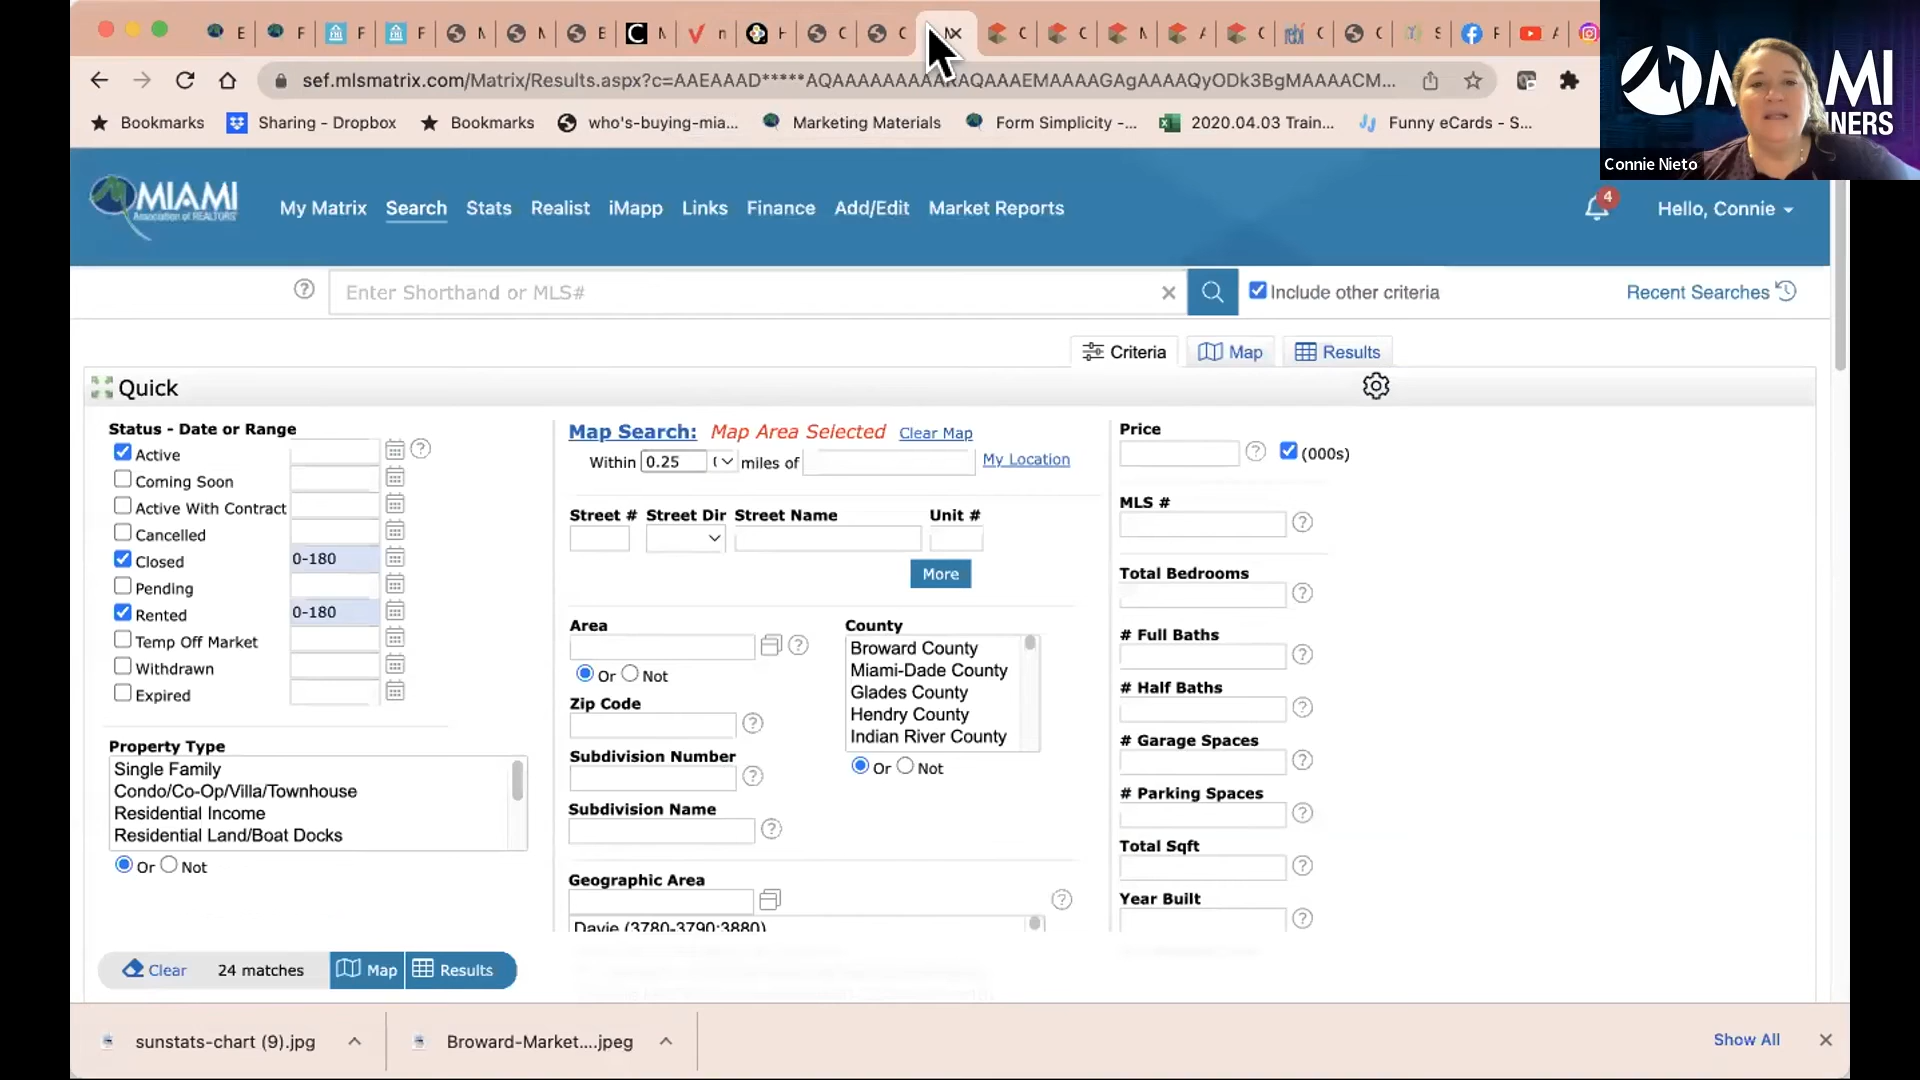 sef.mlsmatrix.com/Matrix/Results.aspx?c=AAEAAAD*****AQAAAAAAAAARAQAAAEMAAAAGAgAAAAQyODk3BgMAAAACM...
Bookmarks
Sharing - Dropbox
Bookmarks
who's-buying-mia...
Marketing Materials
Form Simplicity -...
2020.04.03 Train...
Funny eCards - S...
Connie Nieto
MIAMI
Association of REALTORS
My Matrix
Search
Stats
Realist
iMapp
Links
Finance
Add/Edit
Market Reports
4
Hello, Connie
Enter Shorthand or MLS#
Include other criteria
Recent Searches
Criteria
Map
Results
Quick
Status - Date or Range
Active
Coming Soon
Active With Contract
Cancelled
Closed 0-180
Pending
Rented 0-180
Temp Off Market
Withdrawn
Expired
Property Type
Single Family
Condo/Co-Op/Villa/Townhouse
Residential Income
Residential Land/Boat Docks
Or Not
Map Search: Map Area Selected Clear Map
Within 0.25 miles of My Location
Street # Street Dir Street Name Unit #
More
Area
Or Not
Zip Code
Subdivision Number
Subdivision Name
County
Broward County
Miami-Dade County
Glades County
Hendry County
Indian River County
Or Not
Geographic Area
Davie (3780-3790;3880)
Price
(000s)
MLS #
Total Bedrooms
# Full Baths
# Half Baths
# Garage Spaces
# Parking Spaces
Total Sqft
Year Built
Clear
24 matches
Map
Results
sunstats-chart (9).jpg
Broward-Market....jpeg
Show All